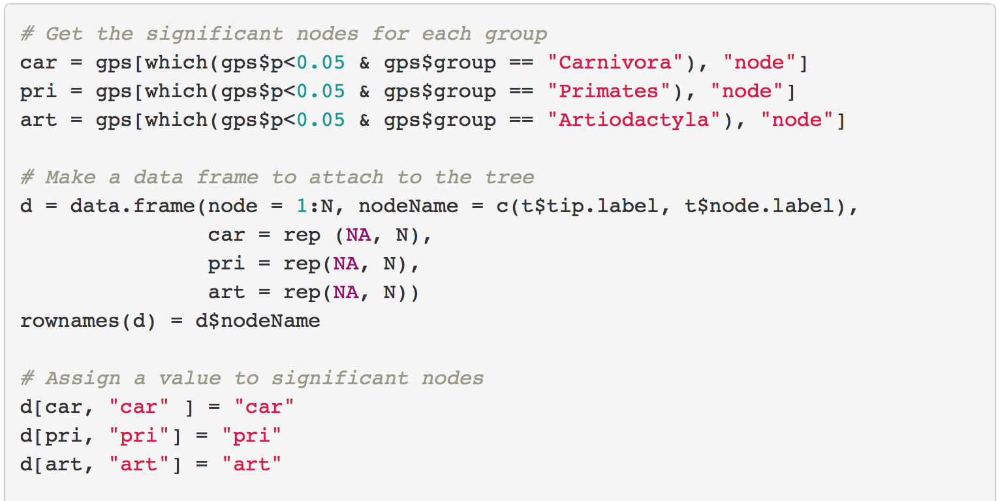 # Get the significant nodes for each group
car = gps[which(gps$p<0.05 & gps$group == "Carnivora"), "node"]
pri = gps[which(gps$p<0.05 & gps$group == "Primates"), "node"]
art = gps[which(gps$p<0.05 & gps$group == "Artiodactyla"), "node"]

# Make a data frame to attach to the tree
d = data.frame(node = 1:N, nodeName = c(t$tip.label, t$node.label),
               car = rep (NA, N),
               pri = rep(NA, N),
               art = rep(NA, N))
rownames(d) = d$nodeName

# Assign a value to significant nodes
d[car, "car" ] = "car"
d[pri, "pri"] = "pri"
d[art, "art"] = "art"